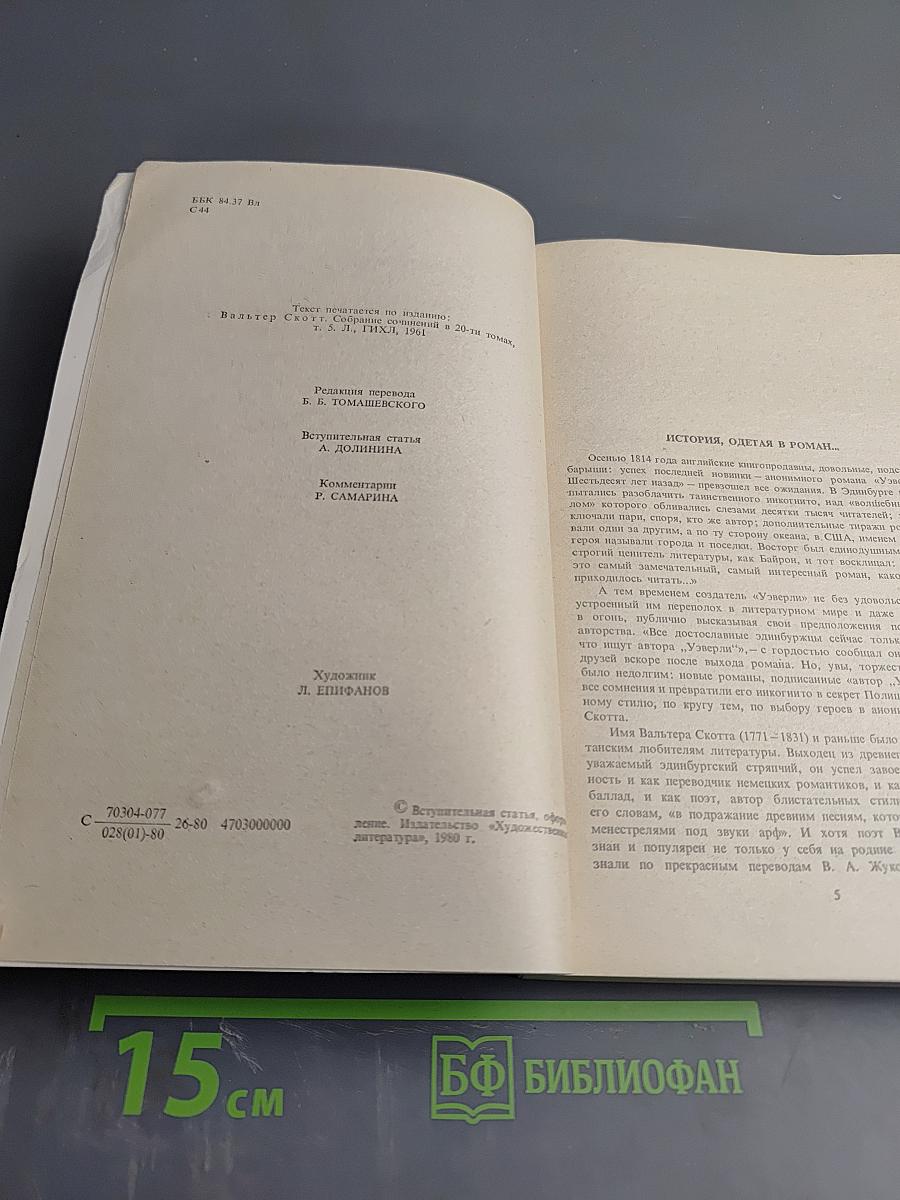 ББК 84.37 Вл
С 44
Текст печатается по изданию:
Вальтер Скотт. Собрание сочинений в 20-ти томах,
т. 5. Л., ГИХЛ, 1961
Редакция перевода
Б. Б. ТОМАШЕВСКОГО
Вступительная статья
А. ДОЛИНИНА
Комментарии
Р. САМАРИНА
Художник
Л. ЕПИФАНОВ
С 70304-077
028(01)-80 26-80 4703000000
© Вступительная статья, оформ
ление. Издательство «Художественная
литература», 1980 г.
ИСТОРИЯ, ОДЕТАЯ В РОМАН...
Осенью 1814 года английские книгопродавцы, довольные, подс
барыши: успех последней новинки — анонимного романа «Уэве
Шестьдесят лет назад» — превзошел все ожидания. В Эдинбурге
пытались разоблачить таинственного инкогнито, над «волшебны
лом» которого обливались слезами десятки тысяч читателей;
ключали пари, споря, кто же автор; дополнительные тиражи ра
вали один за другим, а по ту сторону океана, в США, именем
героя называли города и поселки. Восторг был единодушным
строгий ценитель литературы, как Байрон, и тот восклицал:
это самый замечательный, самый интересный роман, како
приходилось читать...»
А тем временем создатель «Уэверли» не без удовольс
устроенный им переполох в литературном мире и даже
в огонь, публично высказывая свои предположения по
авторства. «Все достославные эдинбуржцы сейчас тольк
что ищут автора „Уэверли“», — с гордостью сообщал он
друзей вскоре после выхода романа. Но, увы, торжест
было недолгим: новые романы, подписанные «автор „У
все сомнения и превратили его инкогнито в секрет Полиш
ному стилю, по кругу тем, по выбору героев в анони
Скотта.
Имя Вальтера Скотта (1771—1831) и раньше было
танским любителям литературы. Выходец из древнег
уважаемый эдинбургский стряпчий, он успел завое
ность и как переводчик немецких романтиков, и ка
баллад, и как поэт, автор блистательных стили
его словам, «в подражание древним песням, кото
менестрелями под звуки арф». И хотя поэт В
знан и популярен не только у себя на родине
знали по прекрасным переводам В. А. Жуко
5
15 см
БФ БИБЛИОФАН